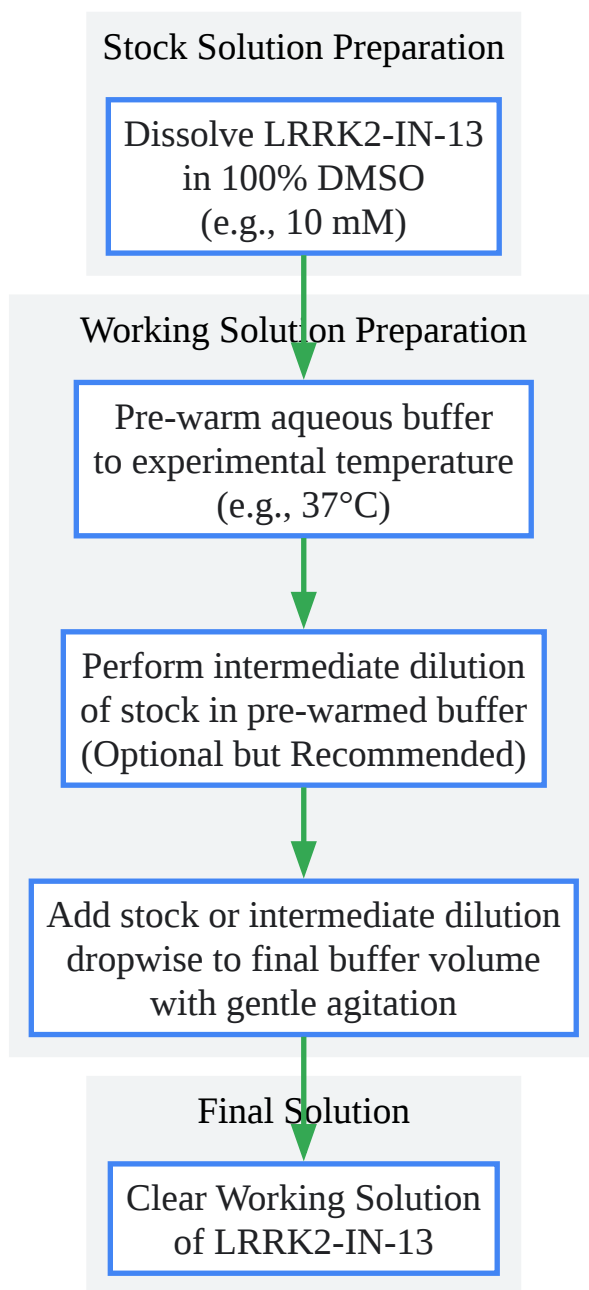 Stock Solution Preparation
Dissolve LRRK2-IN-13
in 100% DMSO
(e.g., 10 mM)
Working Solution Preparation
Pre-warm aqueous buffer
to experimental temperature
(e.g., 37°C)
Perform intermediate dilution
of stock in pre-warmed buffer
(Optional but Recommended)
Add stock or intermediate dilution
dropwise to final buffer volume
with gentle agitation
Final Solution
Clear Working Solution
of LRRK2-IN-13